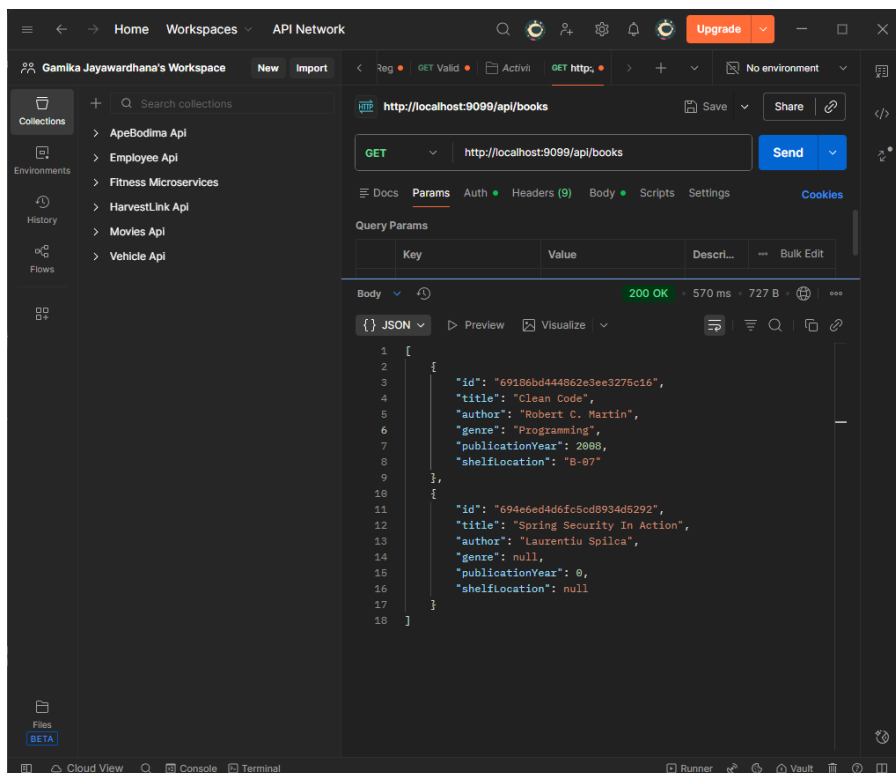 Home Workspaces API Network Upgrade
Gamika Jayawardhana's Workspace New Import
Reg GET Valid Activi GET http:, No environment
Collections
Environments
History
Flows
Files
BETA
Search collections
ApeBodima Api
Employee Api
Fitness Microservices
HarvestLink Api
Movies Api
Vehicle Api
HTTP http://localhost:9099/api/books Save Share
GET http://localhost:9099/api/books Send
Docs Params Auth Headers (9) Body Scripts Settings Cookies
Query Params
Key Value Descri... Bulk Edit
Body 200 OK 570 ms 727 B
{} JSON Preview Visualize
1 [
2 {
3 "id": "69186bd444862e3ee3275c16",
4 "title": "Clean Code",
5 "author": "Robert C. Martin",
6 "genre": "Programming",
7 "publicationYear": 2008,
8 "shelfLocation": "B-07"
9 },
10 {
11 "id": "694e6ed4d6fc5cd8934d5292",
12 "title": "Spring Security In Action",
13 "author": "Laurentiu Spilca",
14 "genre": null,
15 "publicationYear": 0,
16 "shelfLocation": null
17 }
18 ]
Cloud View Console Terminal Runner Vault